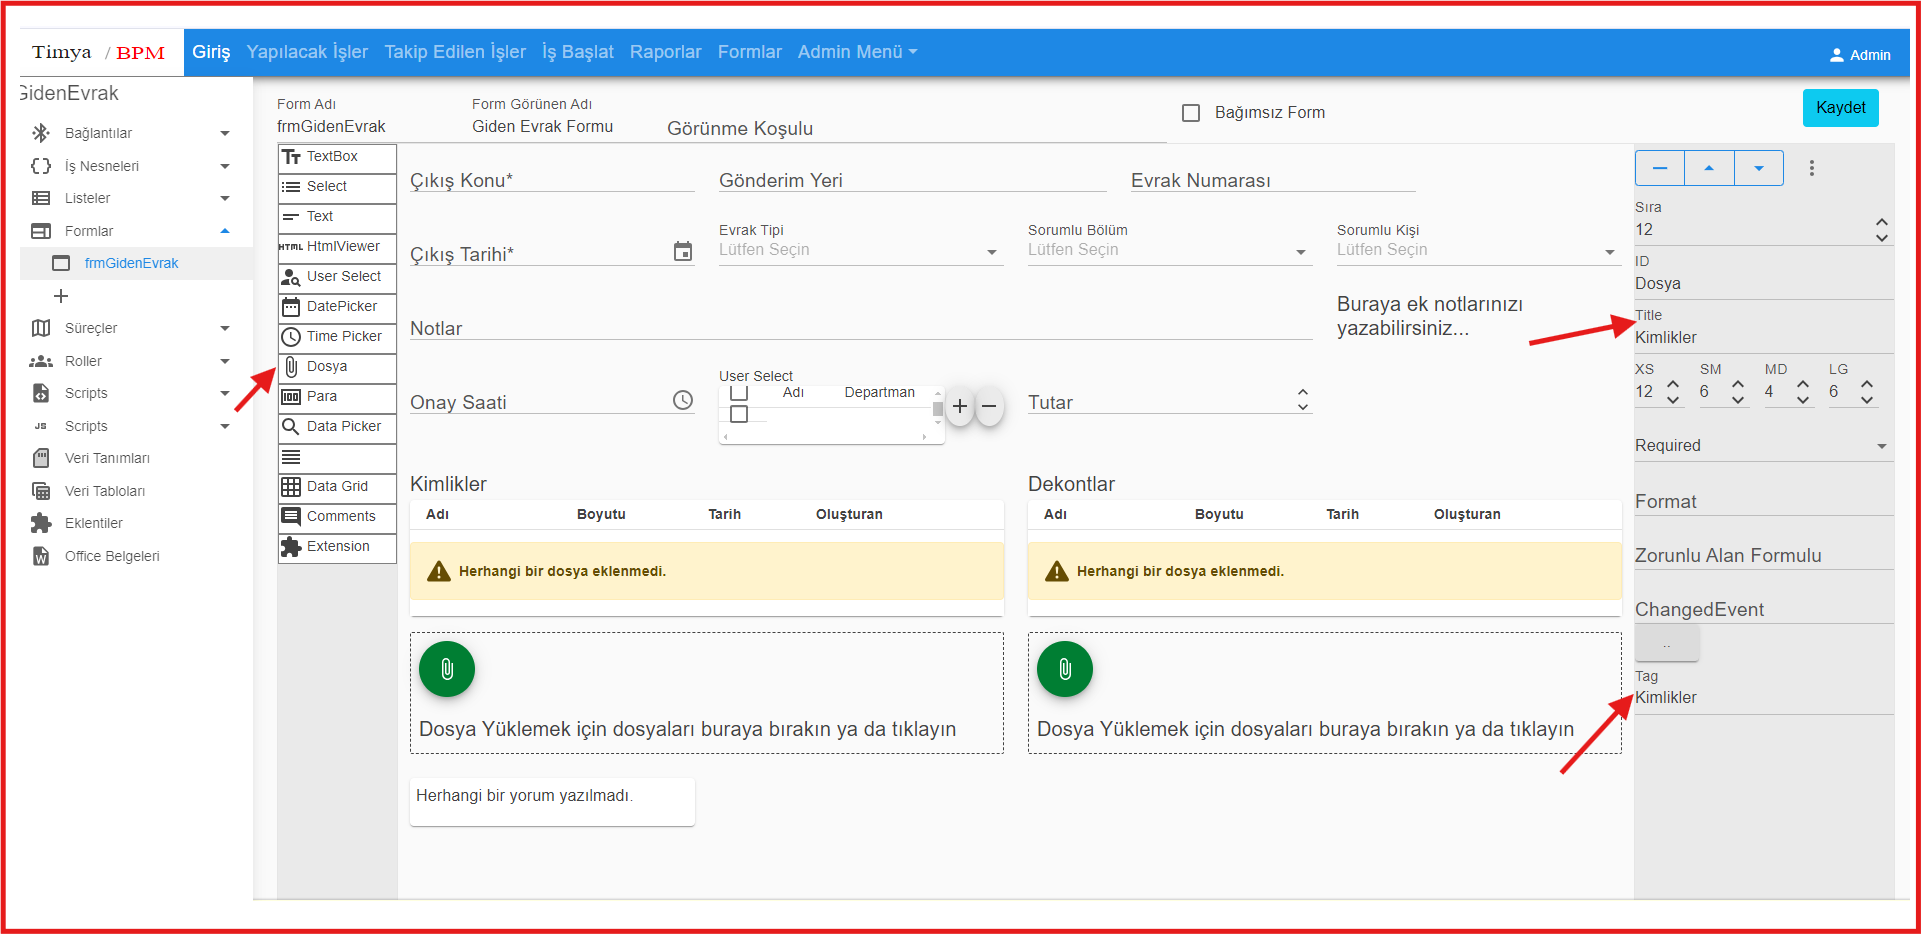 Timya / BPM
Giriş Yapılacak İşler Takip Edilen İşler İş Başlat Raporlar Formlar Admin Menü
Admin
GidenEvrak
Bağlantılar
İş Nesneleri
Listeler
Formlar
frmGidenEvrak
Süreçler
Roller
Scripts
JS Scripts
Veri Tanımları
Veri Tabloları
Eklentiler
W Office Belgeleri
Form Adı
frmGidenEvrak
Form Görünen Adı
Giden Evrak Formu
Görünme Koşulu
Bağımsız Form
Kaydet
TextBox
Select
Text
HTML HtmlViewer
User Select
DatePicker
Time Picker
Dosya
Para
Data Picker
Data Grid
Comments
Extension
Çıkış Konu*
Gönderim Yeri
Evrak Numarası
Çıkış Tarihi*
Evrak Tipi
Lütfen Seçin
Sorumlu Bölüm
Lütfen Seçin
Sorumlu Kişi
Lütfen Seçin
Notlar
Buraya ek notlarınızı
yazabilirsiniz...
Onay Saati
User Select
Adı Departman
Tutar
Kimlikler
Adı Boyutu Tarih Oluşturan
Herhangi bir dosya eklenmedi.
Dosya Yüklemek için dosyaları buraya bırakın ya da tıklayın
Dekontlar
Adı Boyutu Tarih Oluşturan
Herhangi bir dosya eklenmedi.
Dosya Yüklemek için dosyaları buraya bırakın ya da tıklayın
Herhangi bir yorum yazılmadı.
Sıra
12
ID
Dosya
Title
Kimlikler
XS SM MD LG
12 6 4 6
Required
Format
Zorunlu Alan Formulu
ChangedEvent
..
Tag
Kimlikler